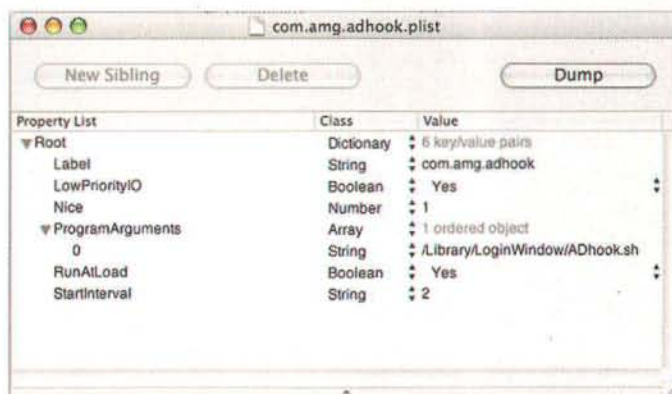 com.amg.adhook.plist
New Sibling Delete Dump
Property List Class Value
Root Dictionary 6 key/value pairs
Label String com.amg.adhook
LowPriorityIO Boolean Yes
Nice Number 1
ProgramArguments Array 1 ordered object
0 String /Library/LoginWindow/ADhook.sh
RunAtLoad Boolean Yes
StartInterval String 2